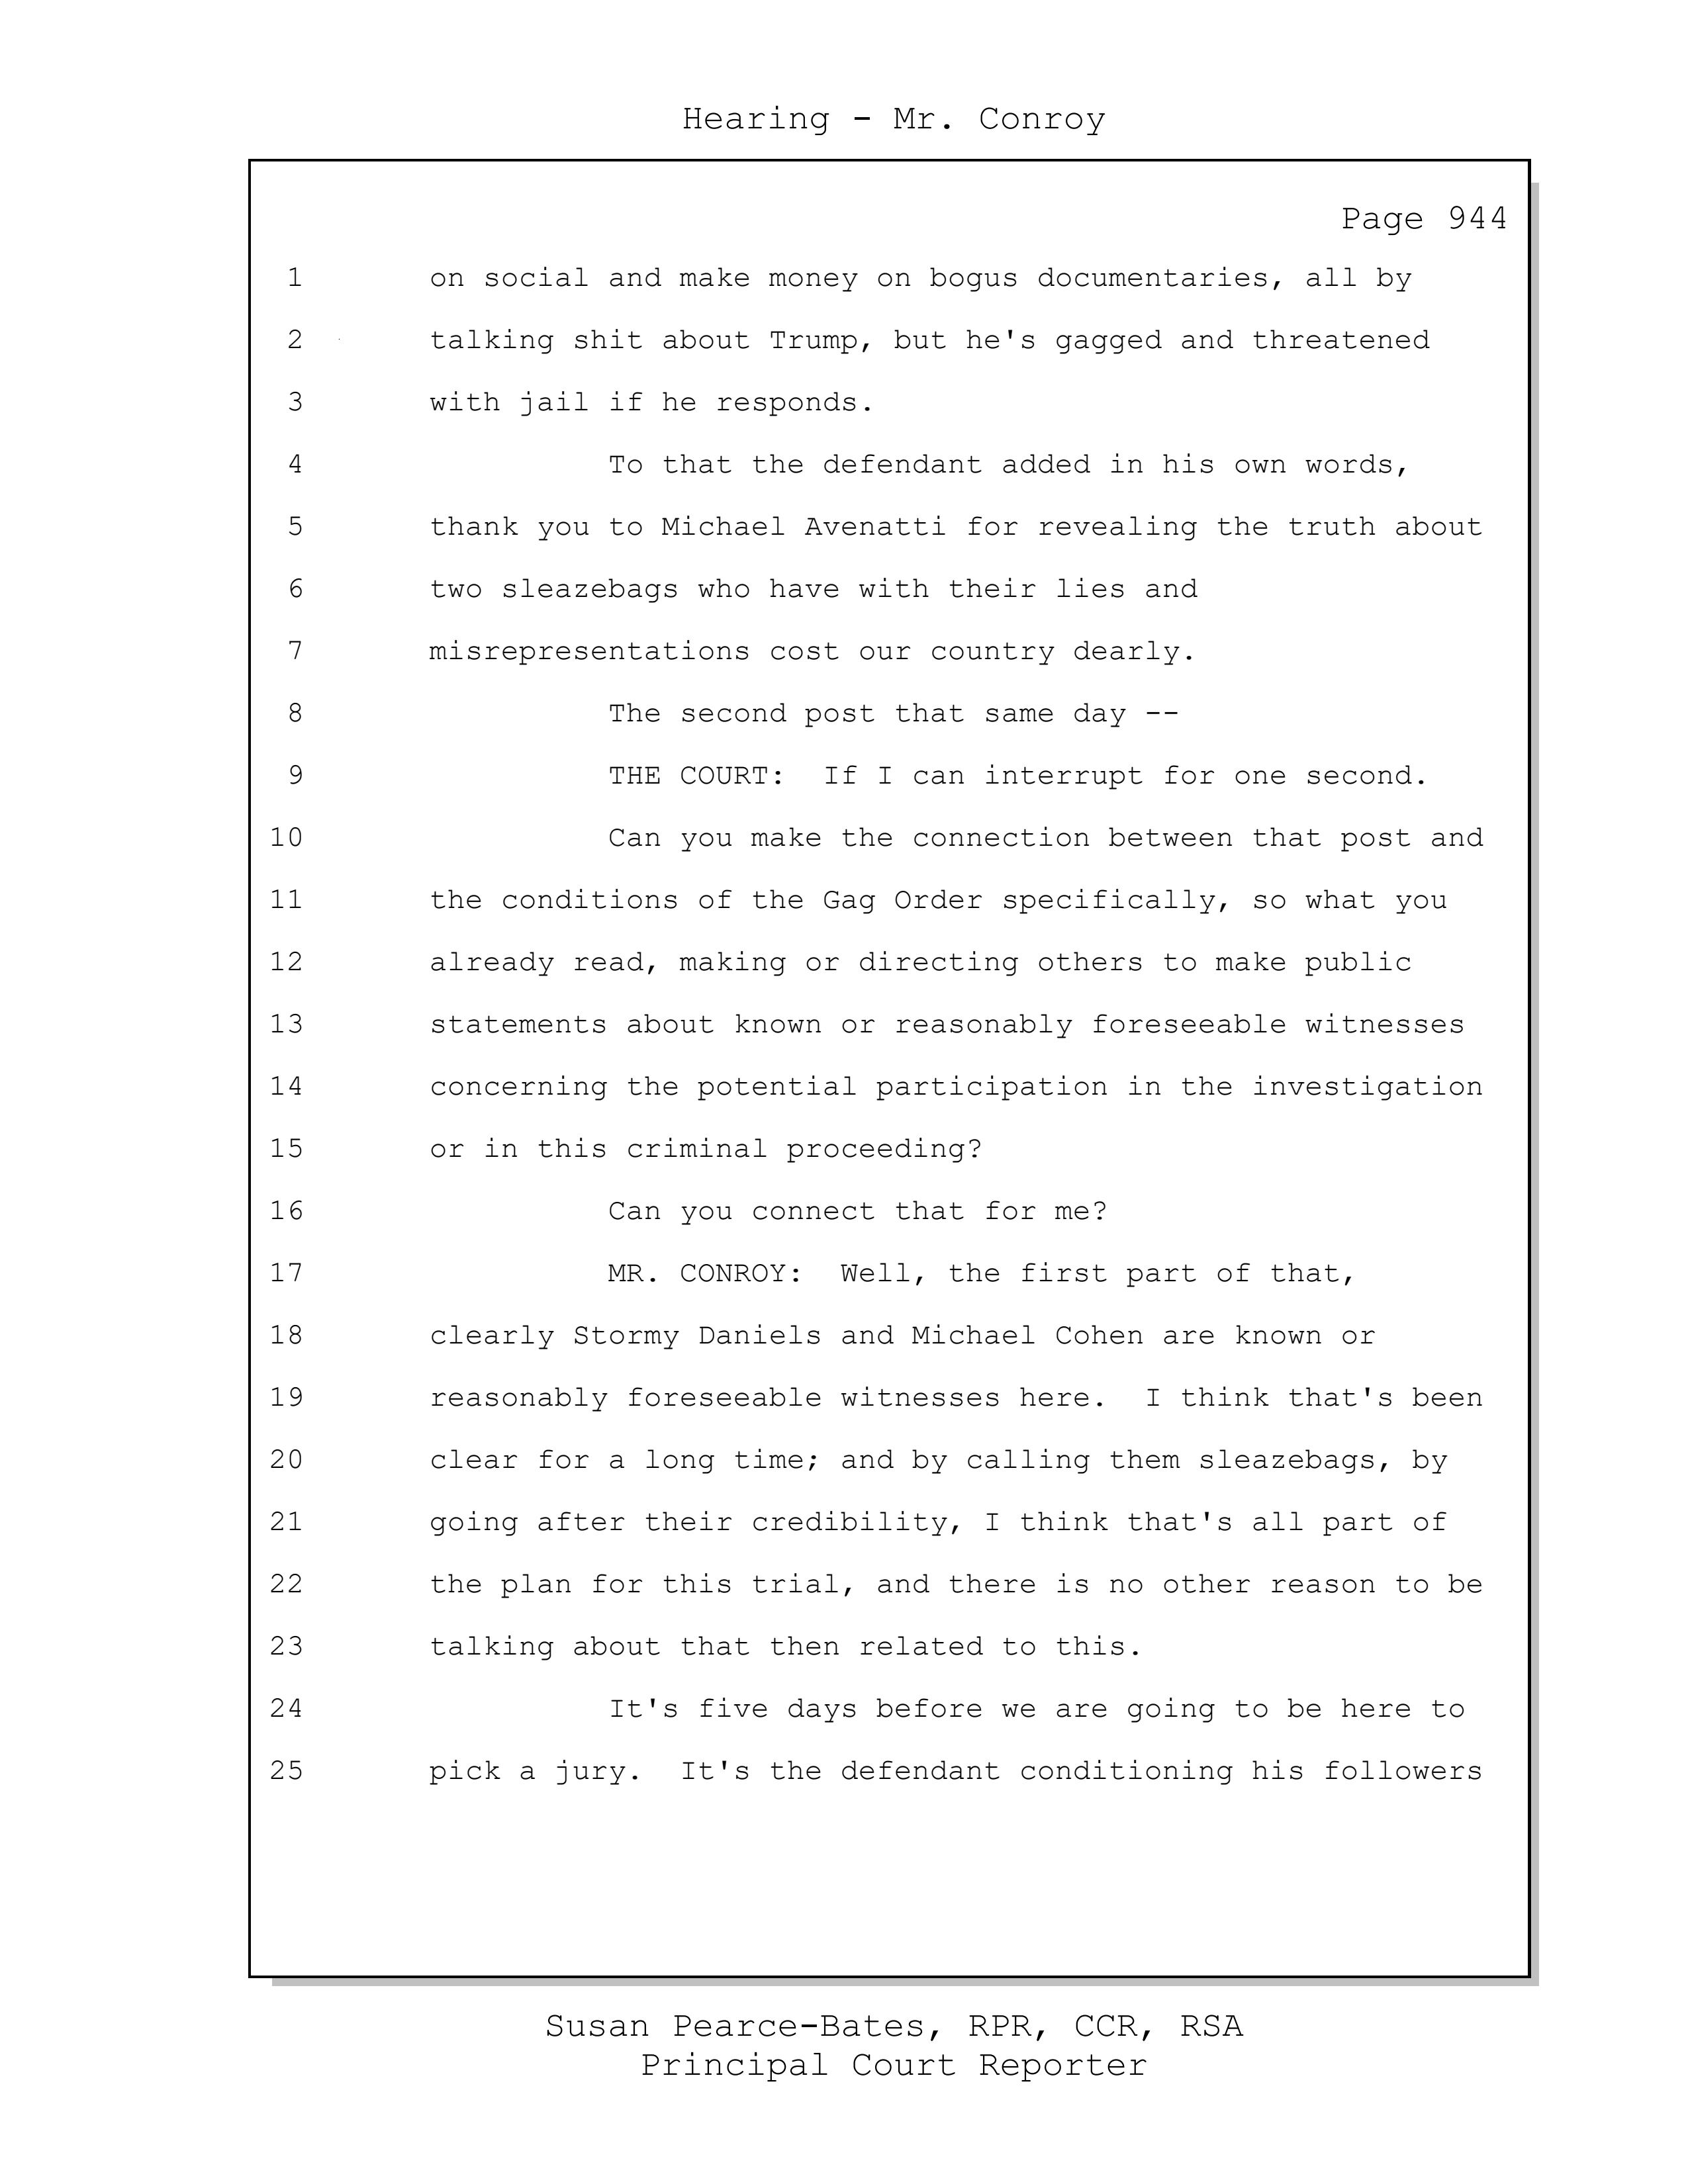 Hearing - Mr. Conroy
Page 944
1 on social and make money on bogus documentaries, all by
2 talking shit about Trump, but he's gagged and threatened
3 with jail if he responds.
4 To that the defendant added in his own words,
5 thank you to Michael Avenatti for revealing the truth about
6 two sleazebags who have with their lies and
7 misrepresentations cost our country dearly.
8 The second post that same day --
9 THE COURT: If I can interrupt for one second.
10 Can you make the connection between that post and
11 the conditions of the Gag Order specifically, so what you
12 already read, making or directing others to make public
13 statements about known or reasonably foreseeable witnesses
14 concerning the potential participation in the investigation
15 or in this criminal proceeding?
16 Can you connect that for me?
17 MR. CONROY: Well, the first part of that,
18 clearly Stormy Daniels and Michael Cohen are known or
19 reasonably foreseeable witnesses here. I think that's been
20 clear for a long time; and by calling them sleazebags, by
21 going after their credibility, I think that's all part of
22 the plan for this trial, and there is no other reason to be
23 talking about that then related to this.
24 It's five days before we are going to be here to
25 pick a jury. It's the defendant conditioning his followers
Susan Pearce-Bates, RPR, CCR, RSA
Principal Court Reporter